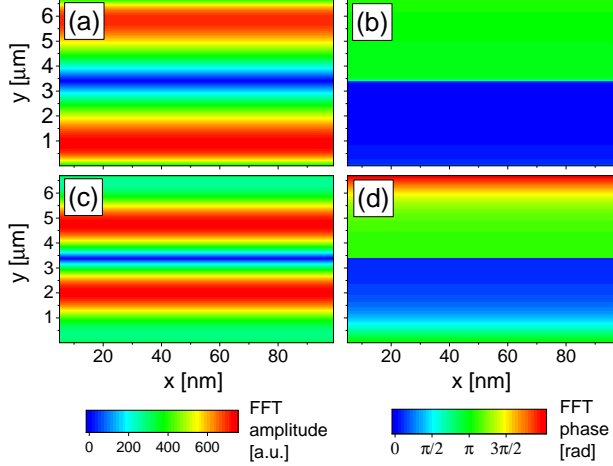 (a)
(b)
y [μm]
6
5
4
3
2
1
(c)
(d)
y [μm]
6
5
4
3
2
1
20 40 60 80
20 40 60 80
x [nm]
x [nm]
FFT
amplitude
[a.u.]
0 200 400 600
FFT
phase
[rad]
0 π/2 π 3π/2